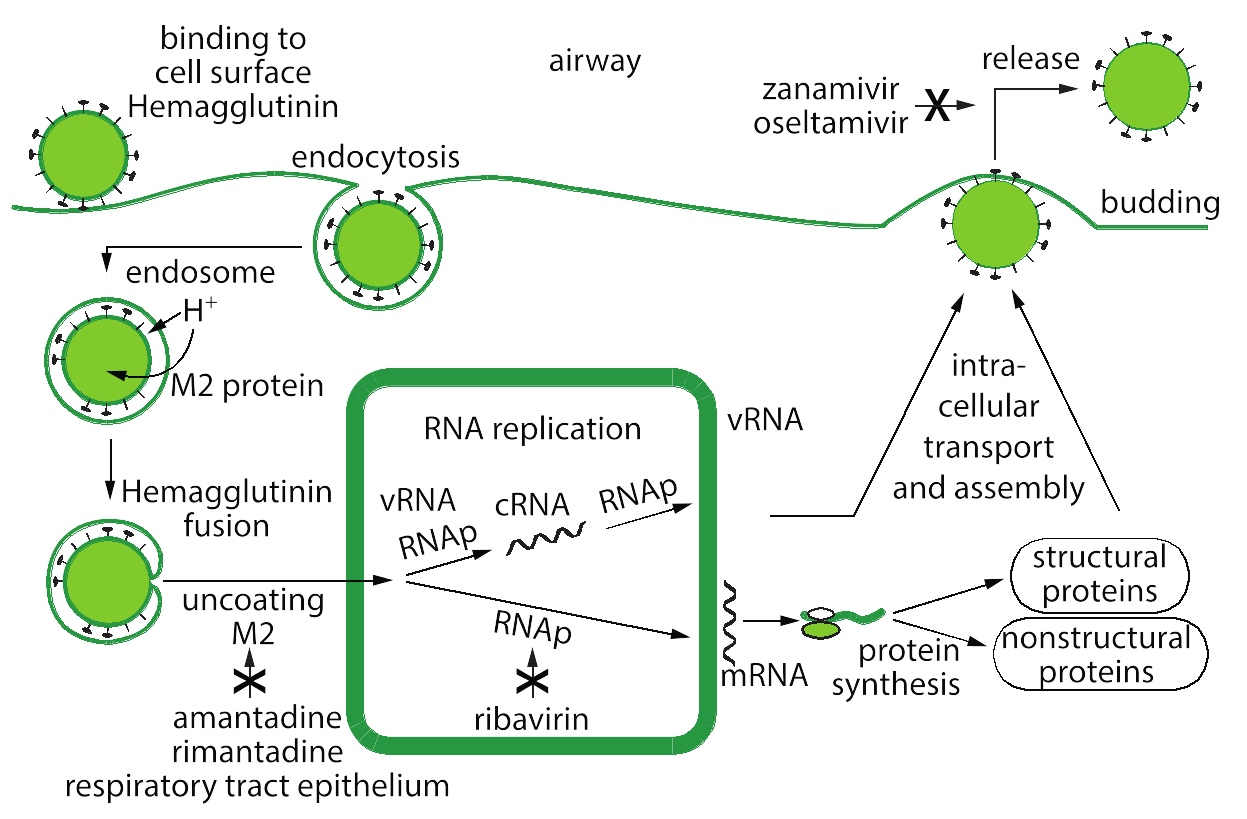 binding to
cell surface
Hemagglutinin
airway
release
zanamivir
oseltamivir
endocytosis
budding
endosome
H+
M2 protein
intra-
cellular
transport
and assembly
RNA replication
vRNA
Hemagglutinin
fusion
vRNA
RNAp
cRNA
RNAp
structural
proteins
uncoating
M2
RNAp
nonstructural
proteins
protein
synthesis
mRNA
amantadine
rimantadine
respiratory tract epithelium
ribavirin